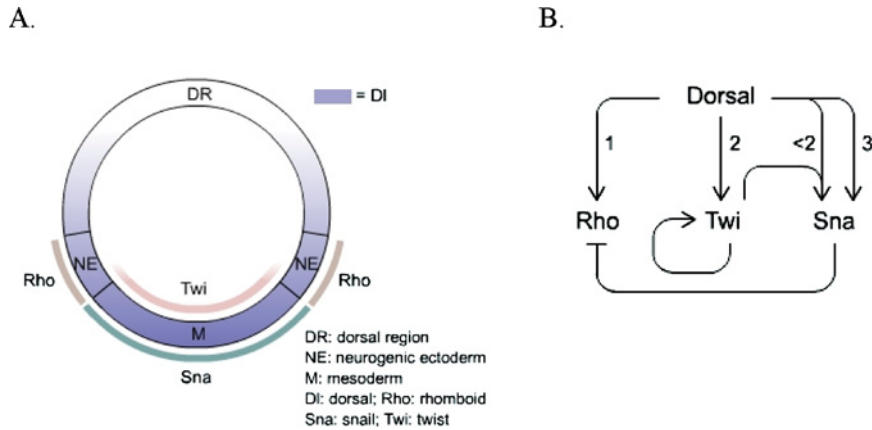 A.
DR
= Dl
NE
NE
Rho
Twi
Rho
M
Sna
DR: dorsal region
NE: neurogenic ectoderm
M: mesoderm
Dl: dorsal; Rho: rhomboid
Sna: snail; Twi: twist
B.
Dorsal
1
2
<2
3
Rho
Twi
Sna